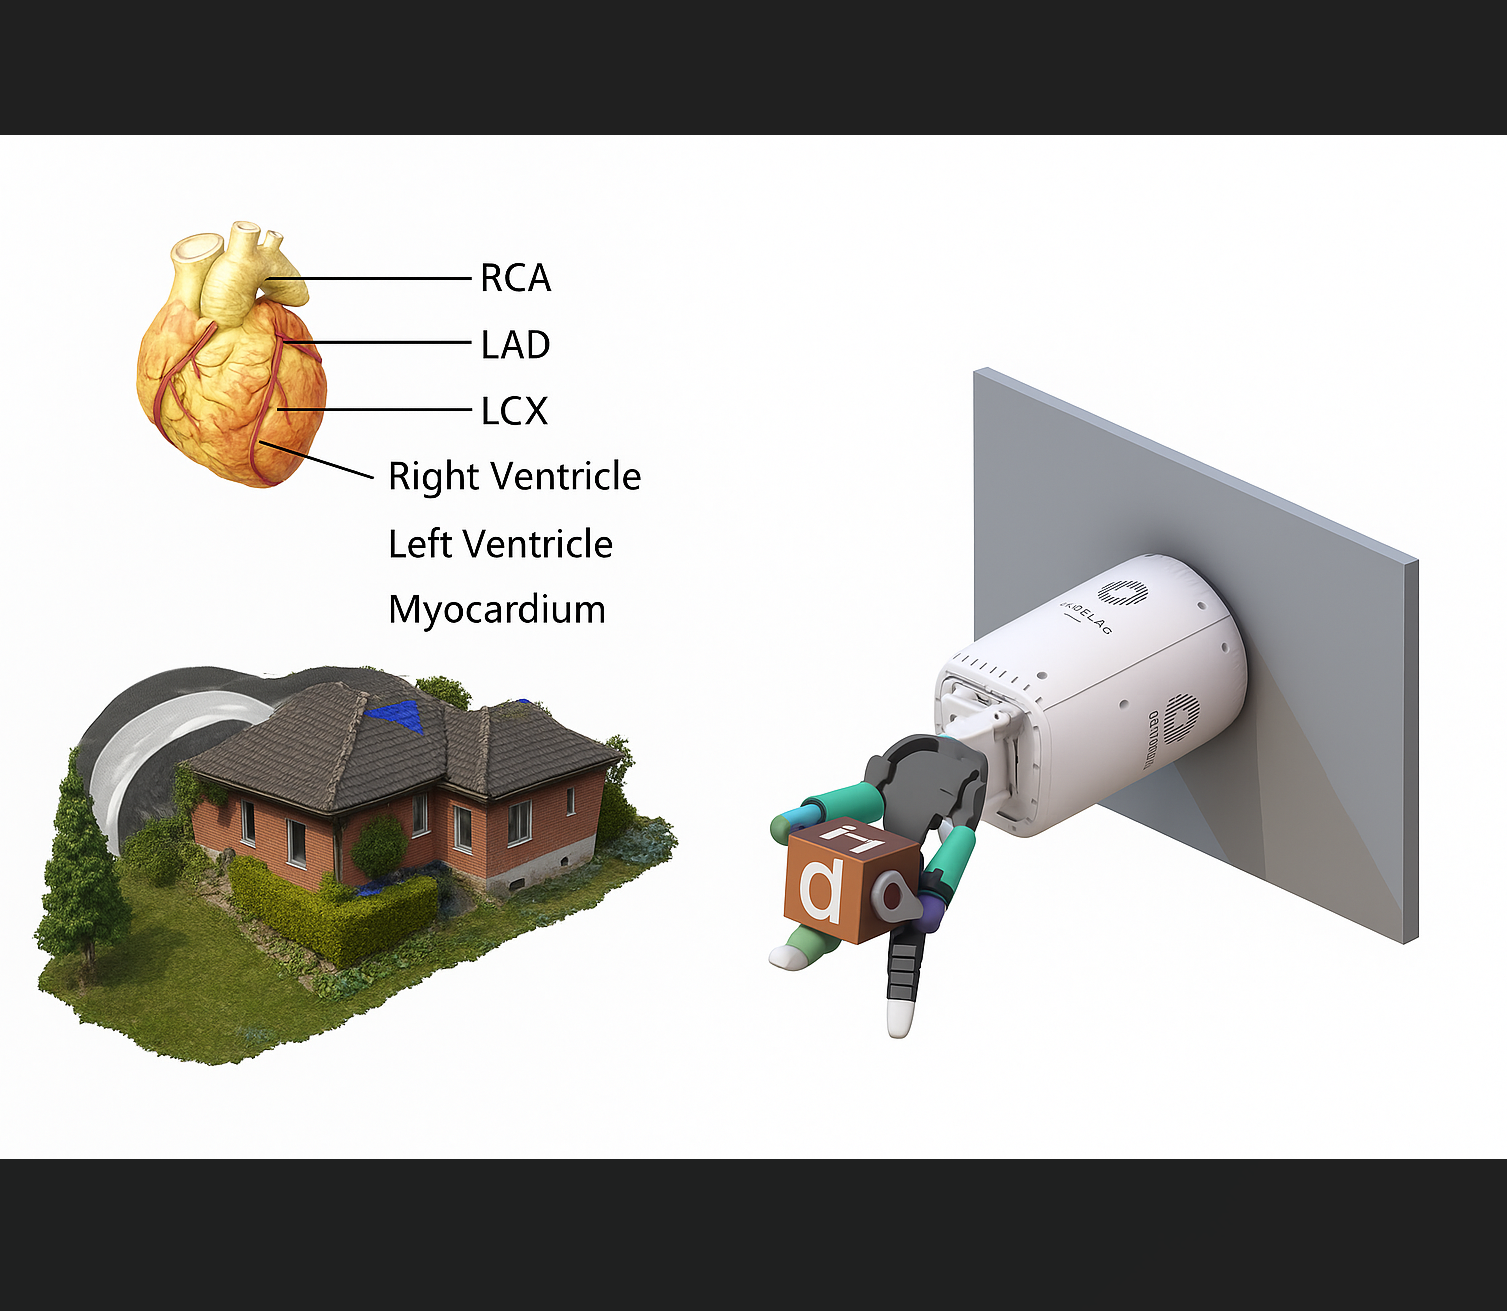 RCA
LAD
LCX
Right Ventricle
Left Ventricle
Myocardium
d